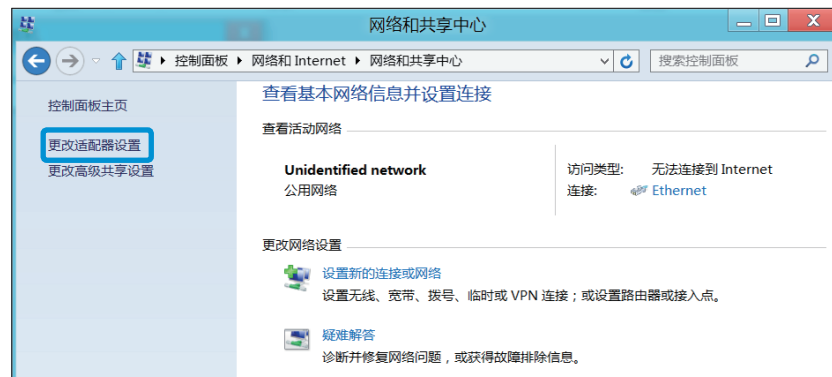 网络和共享中心
控制面板 网络和 Internet 网络和共享中心 搜索控制面板
控制面板主页
更改适配器设置
更改高级共享设置
查看基本网络信息并设置连接
查看活动网络
Unidentified network
公用网络
访问类型: 无法连接到 Internet
连接: Ethernet
更改网络设置
设置新的连接或网络
设置无线、宽带、拨号、临时或 VPN 连接；或设置路由器或接入点。
疑难解答
诊断并修复网络问题，或获得故障排除信息。